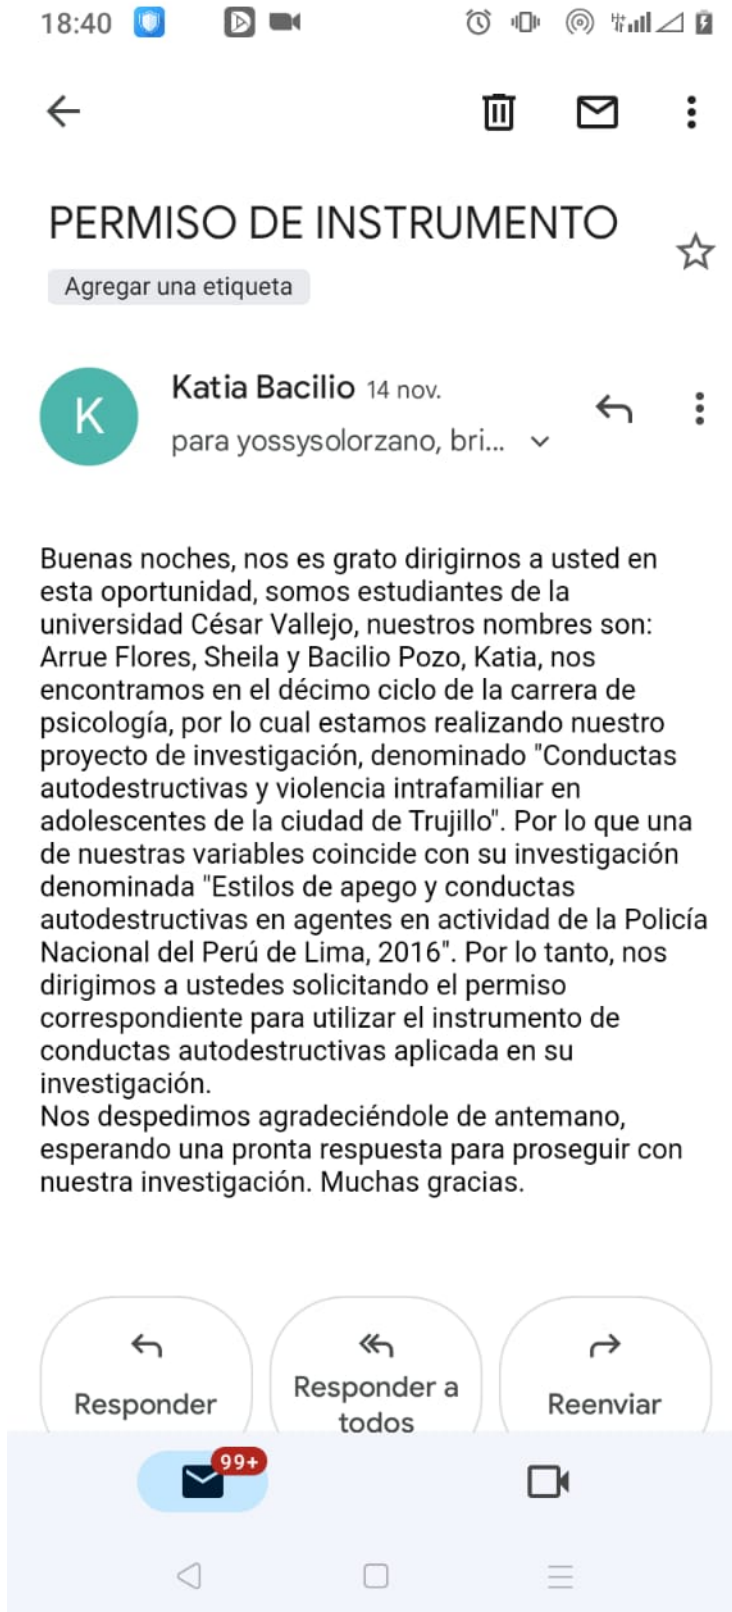 18:40
PERMISO DE INSTRUMENTO
Agregar una etiqueta
K
Katia Bacilio 14 nov.
para yossysolorzano, bri...
Buenas noches, nos es grato dirigirnos a usted en
esta oportunidad, somos estudiantes de la
universidad César Vallejo, nuestros nombres son:
Arrue Flores, Sheila y Bacilio Pozo, Katia, nos
encontramos en el décimo ciclo de la carrera de
psicología, por lo cual estamos realizando nuestro
proyecto de investigación, denominado "Conductas
autodestructivas y violencia intrafamiliar en
adolescentes de la ciudad de Trujillo". Por lo que una
de nuestras variables coincide con su investigación
denominada "Estilos de apego y conductas
autodestructivas en agentes en actividad de la Policía
Nacional del Perú de Lima, 2016". Por lo tanto, nos
dirigimos a ustedes solicitando el permiso
correspondiente para utilizar el instrumento de
conductas autodestructivas aplicada en su
investigación.
Nos despedimos agradeciéndole de antemano,
esperando una pronta respuesta para proseguir con
nuestra investigación. Muchas gracias.
Responder
Responder a
todos
Reenviar
99+